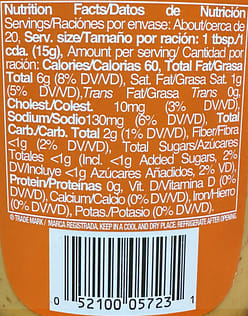 Nutrition Facts/Datos de Nutrition
Servings/Raciónes por envase: About/cerca de
20. Serv. size/Tamaño por ración: 1 tbsp./
1 cda. (15g), Amount per serving/ Cantidad por
ración: Calories/Calorías 60, Total Fat/Grasa
Total 6g (8% DV/VD), Sat. Fat/Grasa Sat. 1g
(5% DV/VD), Trans Fat/Grasa Trans 0g,
Cholest./Colest. 10mg (3% DV/VD),
Sodium/Sodio130mg (6% DV/VD), Total
Carb./Carb. Total 2g (1% DV/VD), Fiber/Fibra
<1g (2% DV/VD), Total Sugars/Azúcares
Totales <1g (Incl. <1g Added Sugars, 2%
DV/Incluye <1g Azúcares Añadidos, 2% VD),
Protein/Proteínas 0g, Vit. D/Vitamina D (0%
DV/VD), Calcium/Calcio (0% DV/VD), Iron/Hierro
(0% DV/VD), Potas./Potasio (0% DV/VD).
® TRADE MARK / ®MARCA REGISTRADA. KEEP IN A COOL AND DRY PLACE. REFRIGERATE AFTER OPENING.
0 52100 05723 1